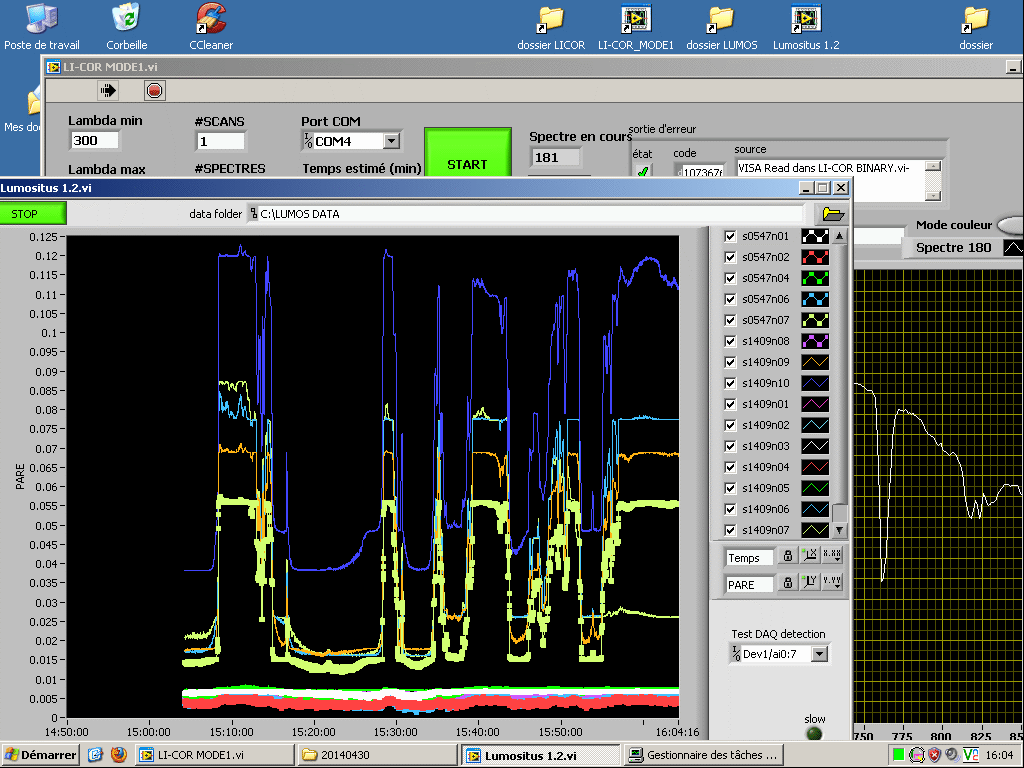 Poste de travail
Corbeille
CCleaner
dossier LICOR
LI-COR_MODE1
dossier LUMOS
Lumositus 1.2
dossier
Mes do
LI-COR MODE1.vi
Lambda min
300
#SCANS
1
Port COM
COM4
START
Spectre en cours
181
sortie d'erreur
état
code
source
VISA Read dans LI-COR BINARY.vi-
Lambda max
#SPECTRES
Temps estimé (min)
Mode couleur
Spectre 180
Lumositus 1.2.vi
STOP
data folder
C:\LUMOS DATA
0.125
0.12
0.115
0.11
0.105
0.1
0.095
0.09
0.085
0.08
0.075
0.07
0.065
0.06
0.055
0.05
0.045
0.04
0.035
0.03
0.025
0.02
0.015
0.01
0.005
0
PARE
14:50:00
15:00:00
15:10:00
15:20:00
15:30:00
15:40:00
15:50:00
16:04:16
s0547n01
s0547n02
s0547n04
s0547n06
s0547n07
s1409n08
s1409n09
s1409n10
s1409n01
s1409n02
s1409n03
s1409n04
s1409n05
s1409n06
s1409n07
Temps
PARE
Test DAQ detection
Dev1/ai0:7
slow
750
775
800
825
85
Démarrer
LI-COR MODE1.vi
20140430
Lumositus 1.2.vi
Gestionnaire des tâches ...
16:04